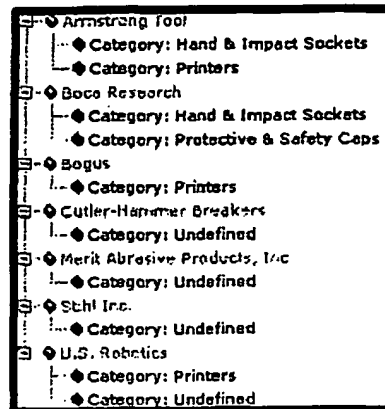 Armstrong Tool
Category: Hand & Impact Sockets
Category: Printers
Boca Research
Category: Hand & Impact Sockets
Category: Protective & Safety Caps
Bogus
Category: Printers
Cutler-Hammer Breakers
Category: Undefined
Merit Abrasive Products, Inc
Category: Undefined
Stihl Inc.
Category: Undefined
U.S. Robotics
Category: Printers
Category: Undefined